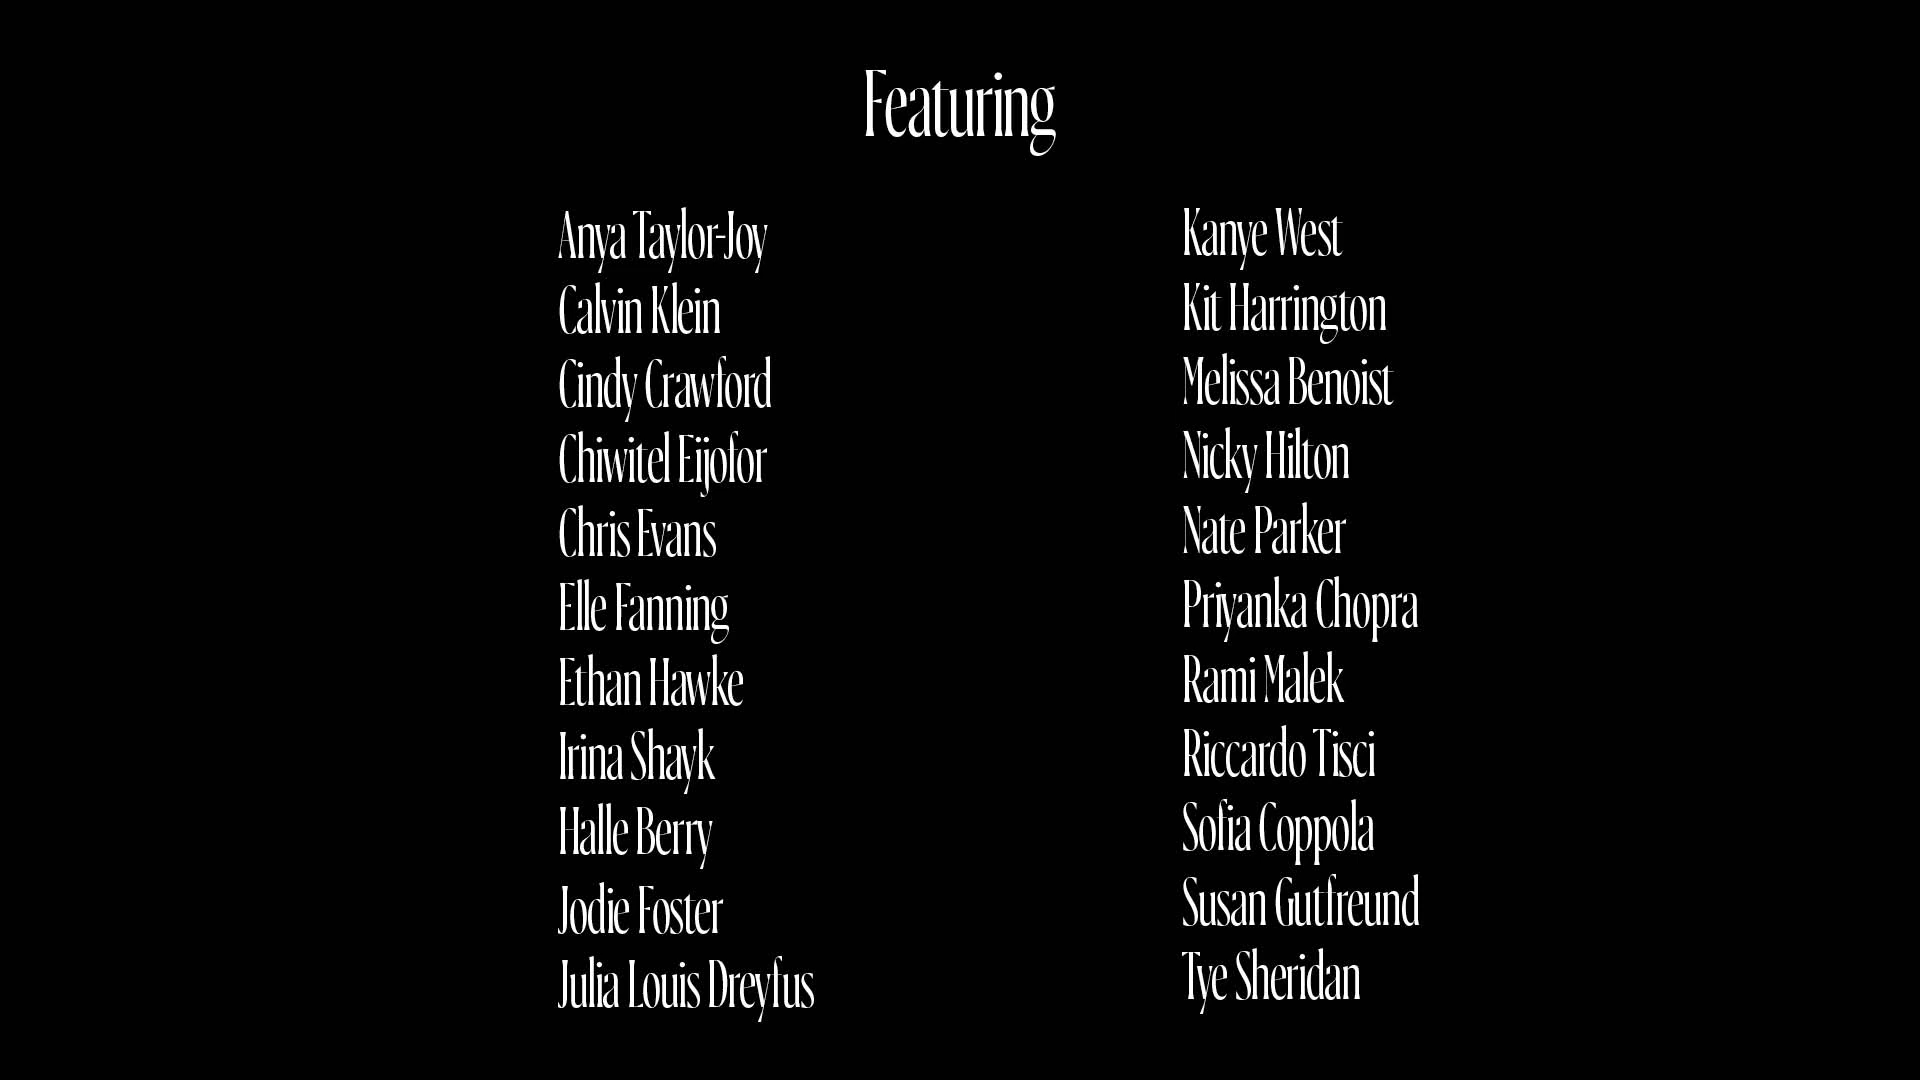 Featuring
Anya Taylor-Joy
Calvin Klein
Cindy Crawford
Chiwitel Eijofor
Chris Evans
Elle Fanning
Ethan Hawke
Irina Shayk
Halle Berry
Jodie Foster
Julia Louis Dreyfus
Kanye West
Kit Harrington
Melissa Benoist
Nicky Hilton
Nate Parker
Priyanka Chopra
Rami Malek
Riccardo Tisci
Sofia Coppola
Susan Gutfreund
Tye Sheridan